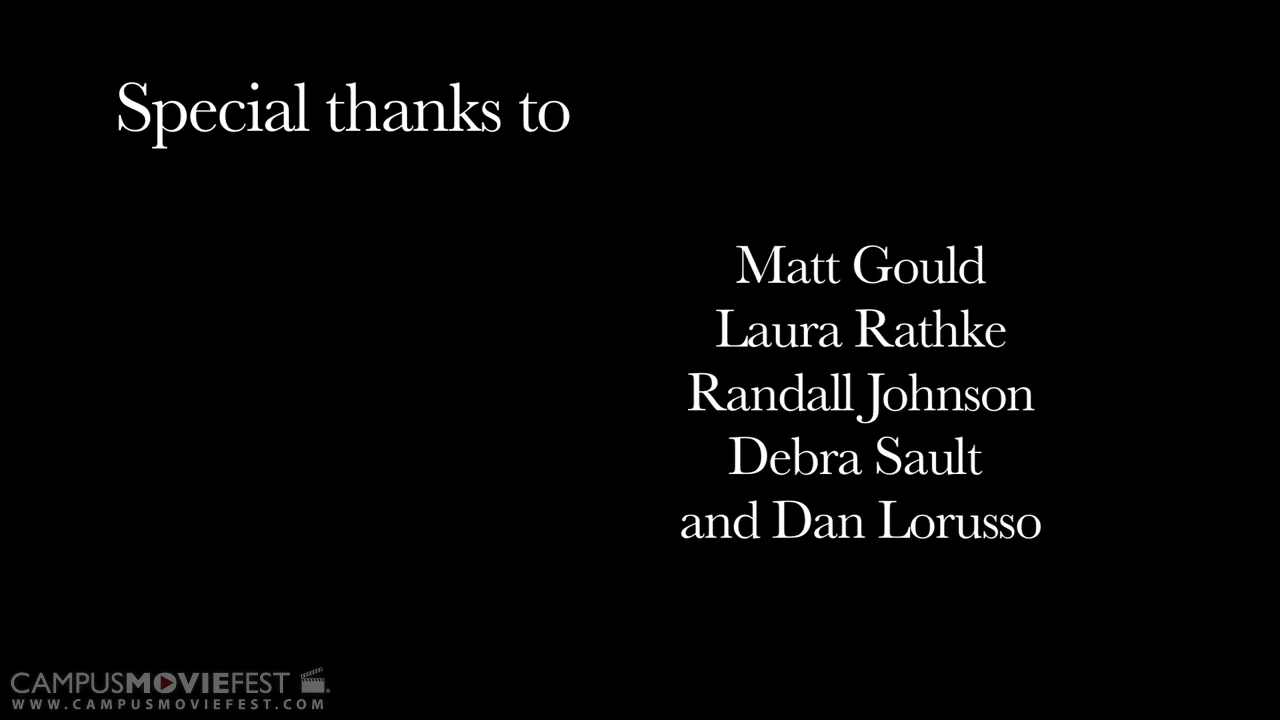 Special thanks to
Matt Gould
Laura Rathke
Randall Johnson
Debra Sault
and Dan Lorusso
CAMPUSMOVIEFEST
WWW.CAMPUSMOVIEFEST.COM